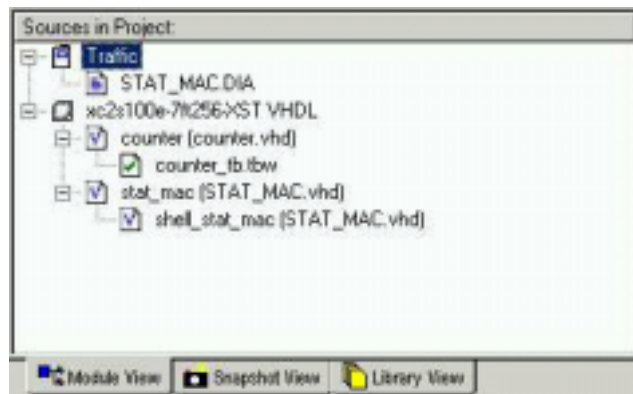 Sources in Project:
Traffic
STAT_MAC.DIA
xc2s100e-7ft256-XST VHDL
counter (counter.vhd)
counter_tb.tbw
stat_mac (STAT_MAC.vhd)
shell_stat_mac (STAT_MAC.vhd)
Module View Snapshot View Library View